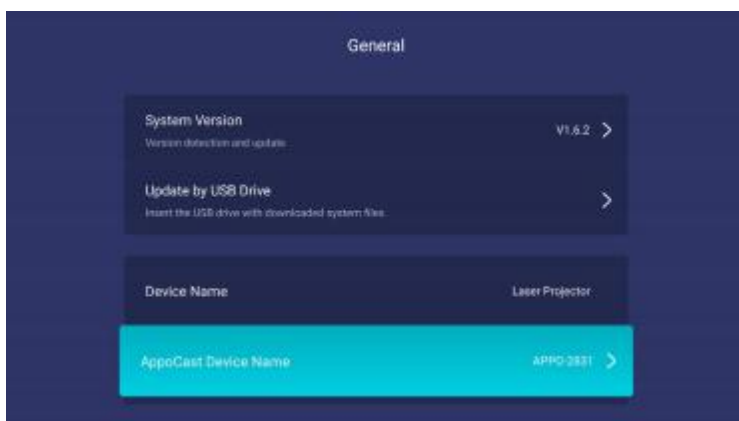 General
System Version
V1.6.2
Version detection and update
Update by USB Drive
Insert the USB drive with downloaded system files.
Device Name
Laser Projector
AppoCast Device Name
APPO-2831